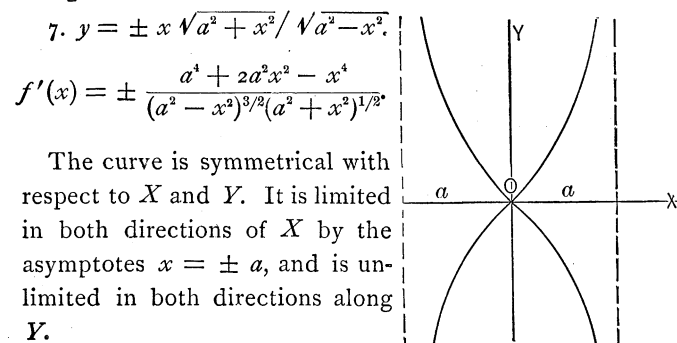 7. y = ± x √a² + x²/ √a²−x².
f′(x) = ± a⁴ + 2a²x² − x⁴ / (a² − x²)³/²(a² + x²)¹/².
The curve is symmetrical with
respect to X and Y. It is limited
in both directions of X by the
asymptotes x = ± a, and is un-
limited in both directions along
Y.
Y
O
a
a
X